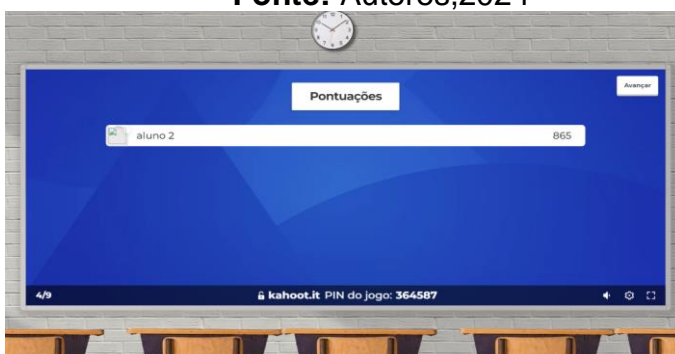 Fonte: Autores,2024
Pontuações
Avançar
aluno 2
865
4/9
kahoot.it PIN do jogo: 364587